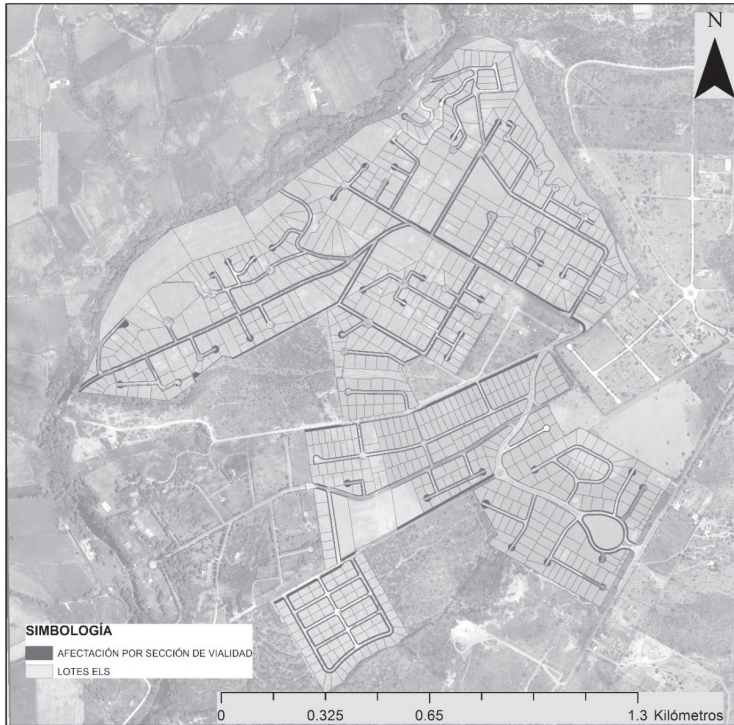 N
SIMBOLOGÍA
AFECTACIÓN POR SECCIÓN DE VIALIDAD
LOTES ELS
0 0.325 0.65 1.3 Kilómetros